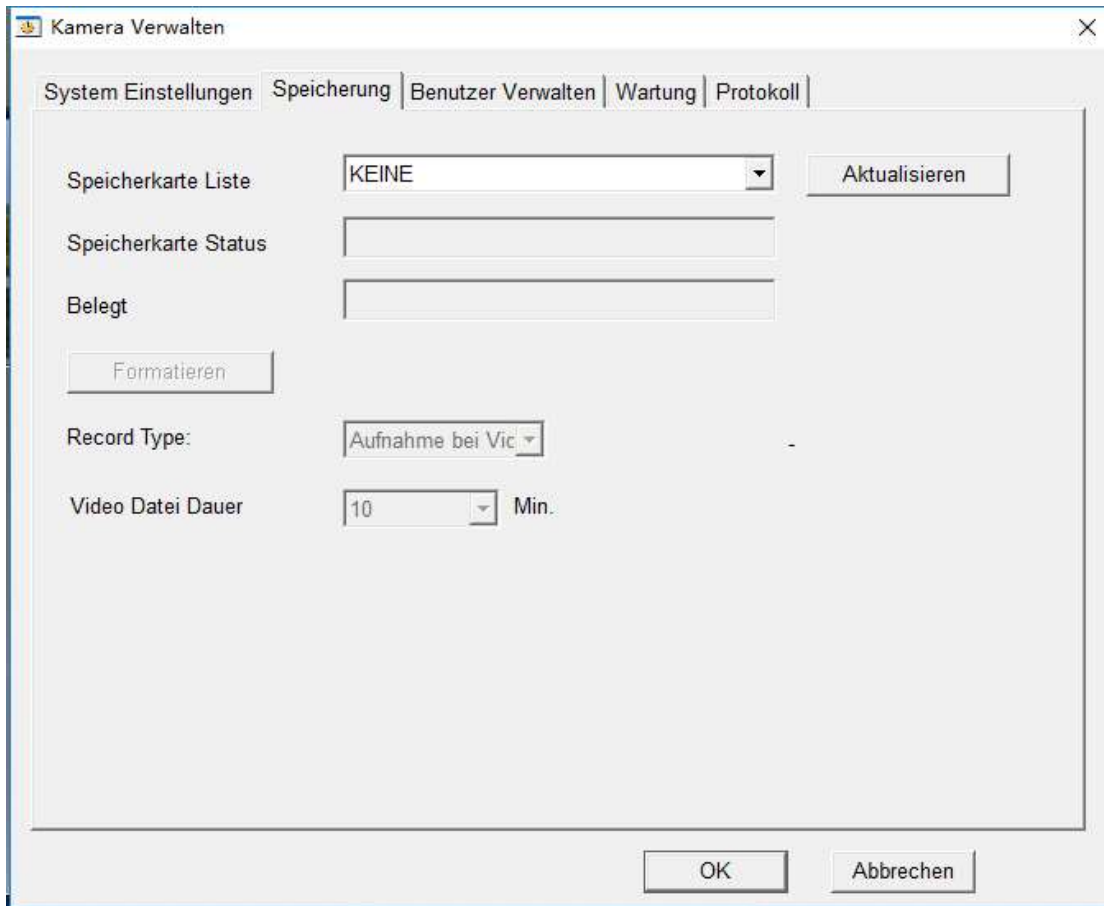 Kamera Verwalten
System Einstellungen Speicherung Benutzer Verwalten Wartung Protokoll
Speicherkarte Liste KEINE Aktualisieren
Speicherkarte Status
Belegt
Formatieren
Record Type: Aufnahme bei Vic -
Video Datei Dauer 10 Min.
OK Abbrechen